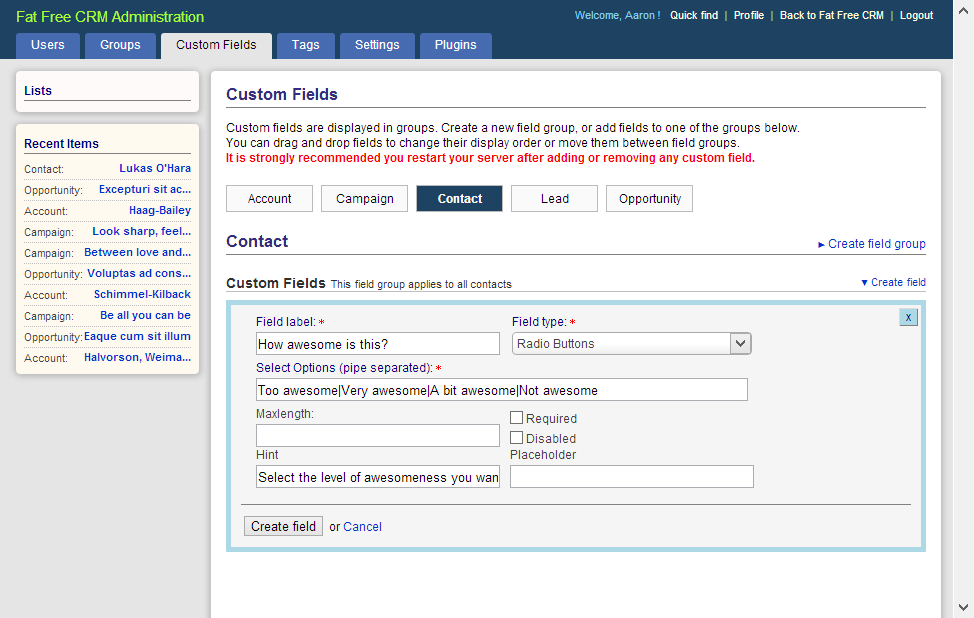 Fat Free CRM Administration
Welcome, Aaron ! Quick find | Profile | Back to Fat Free CRM | Logout
Users Groups Custom Fields Tags Settings Plugins
Lists
Recent Items
Contact: Lukas O'Hara
Opportunity: Excepturi sit ac...
Account: Haag-Bailey
Campaign: Look sharp, feel...
Campaign: Between love and...
Opportunity: Voluptas ad cons...
Account: Schimmel-Kilback
Campaign: Be all you can be
Opportunity: Eaque cum sit illum
Account: Halvorson, Weima...
Custom Fields
Custom fields are displayed in groups. Create a new field group, or add fields to one of the groups below.
You can drag and drop fields to change their display order or move them between field groups.
It is strongly recommended you restart your server after adding or removing any custom field.
Account Campaign Contact Lead Opportunity
Contact ► Create field group
Custom Fields This field group applies to all contacts ▼ Create field
x
Field label: * Field type: *
How awesome is this? Radio Buttons
Select Options (pipe separated): *
Too awesome|Very awesome|A bit awesome|Not awesome
Maxlength: Required
Disabled
Hint Placeholder
Select the level of awesomeness you wan
Create field or Cancel